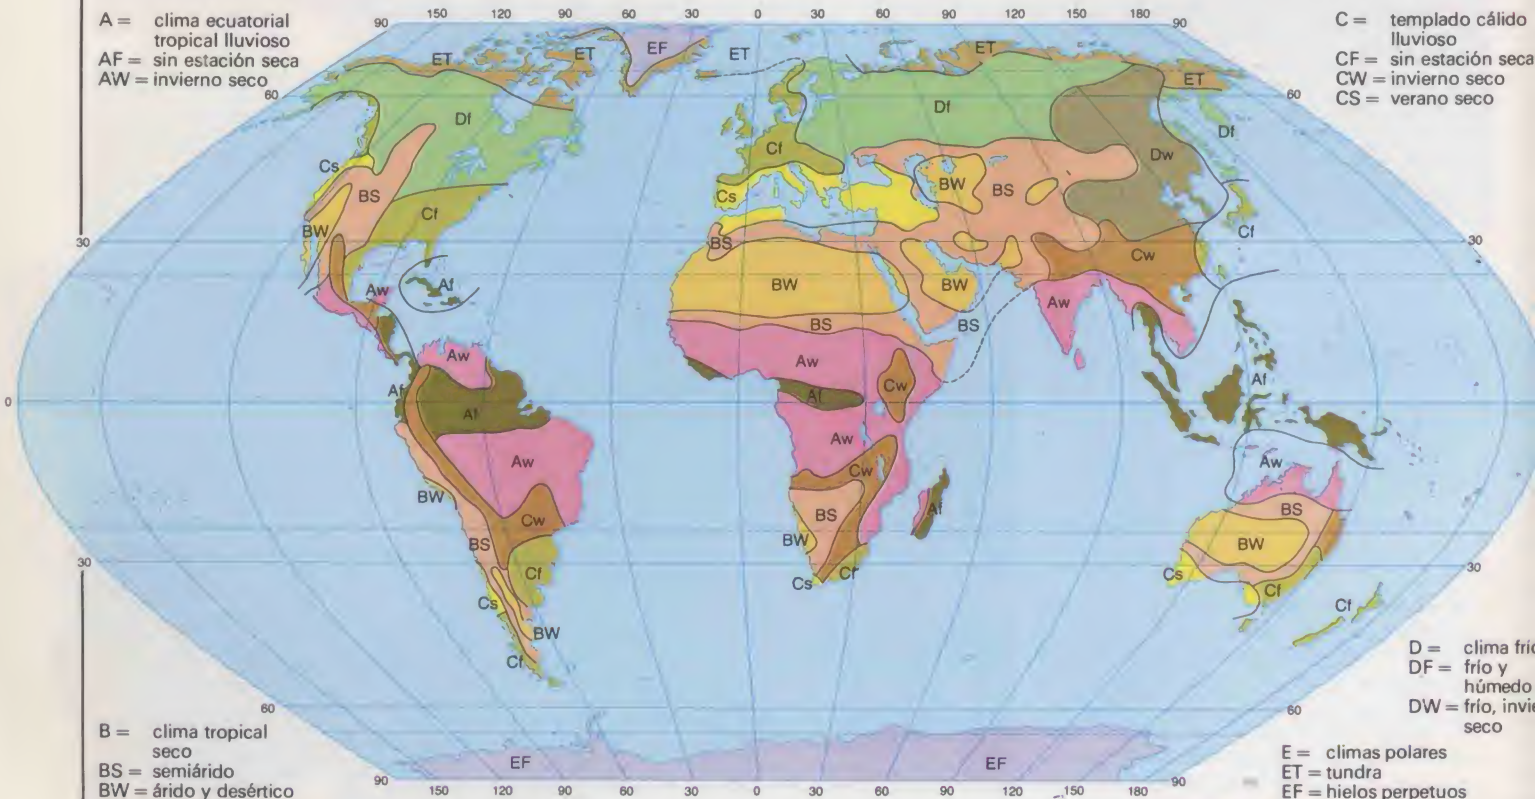 A = clima ecuatorial
tropical lluvioso
AF = sin estación seca
AW = invierno seco
C = templado cálido
lluvioso
CF = sin estación seca
CW = invierno seco
CS = verano seco
90 150 120 90 60 30 0 30 60 90 120 150 180 90
ET ET EF ET ET ET
60 60
Df Df Df
Cf Dw
Cs
BS Cs BW BS
Cf
BW BS Cf
30 30
Cw
Af BW BW
Aw Aw
BS BS
Aw Aw
Af Cw Af
0 Af Af
Aw
Aw Cw Aw
BW Cw BS Af BS
BS BW BW
30 Cf Cs Cf Cs 30
Cs Cf Cf
BW
Cf
D = clima frío
DF = frío y
húmedo
DW = frío,
seco
60 60
B = clima tropical
seco
BS = semiárido
BW = árido y desértico
E = climas polares
ET = tundra
EF = hielos perpetuos
EF EF
90 150 120 90 60 30 0 30 60 90 120 150 180 90